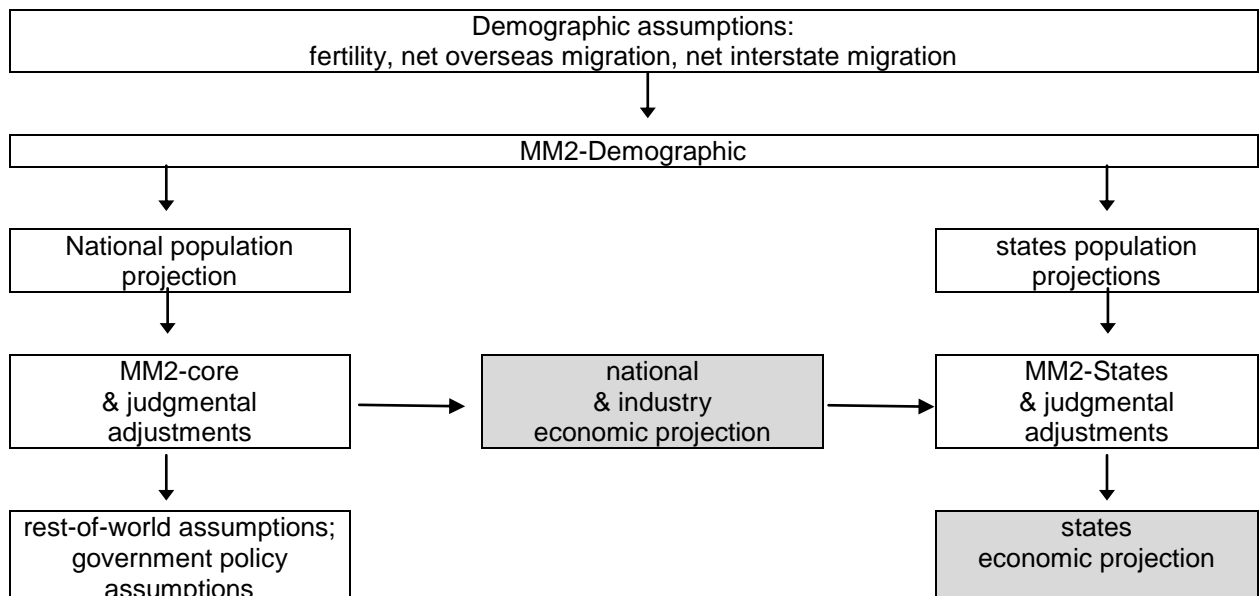 Demographic assumptions:
fertility, net overseas migration, net interstate migration
MM2-Demographic
National population
projection
states population
projections
MM2-core
& judgmental
adjustments
national
& industry
economic projection
MM2-States
& judgmental
adjustments
rest-of-world assumptions;
government policy
assumptions
states
economic projection